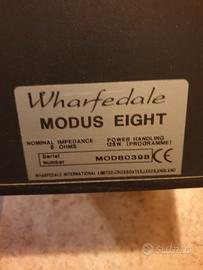 Wharfedale
MODUS EIGHT
NOMINAL IMPEDANCE POWER HANDLING
8 OHMS 125W (PROGRAMME)
Serial Number MOD80398 CE
WHARFEDALE INTERNATIONAL LIMITED, CROSSGATES, LEEDS, ENGLAND
Subito